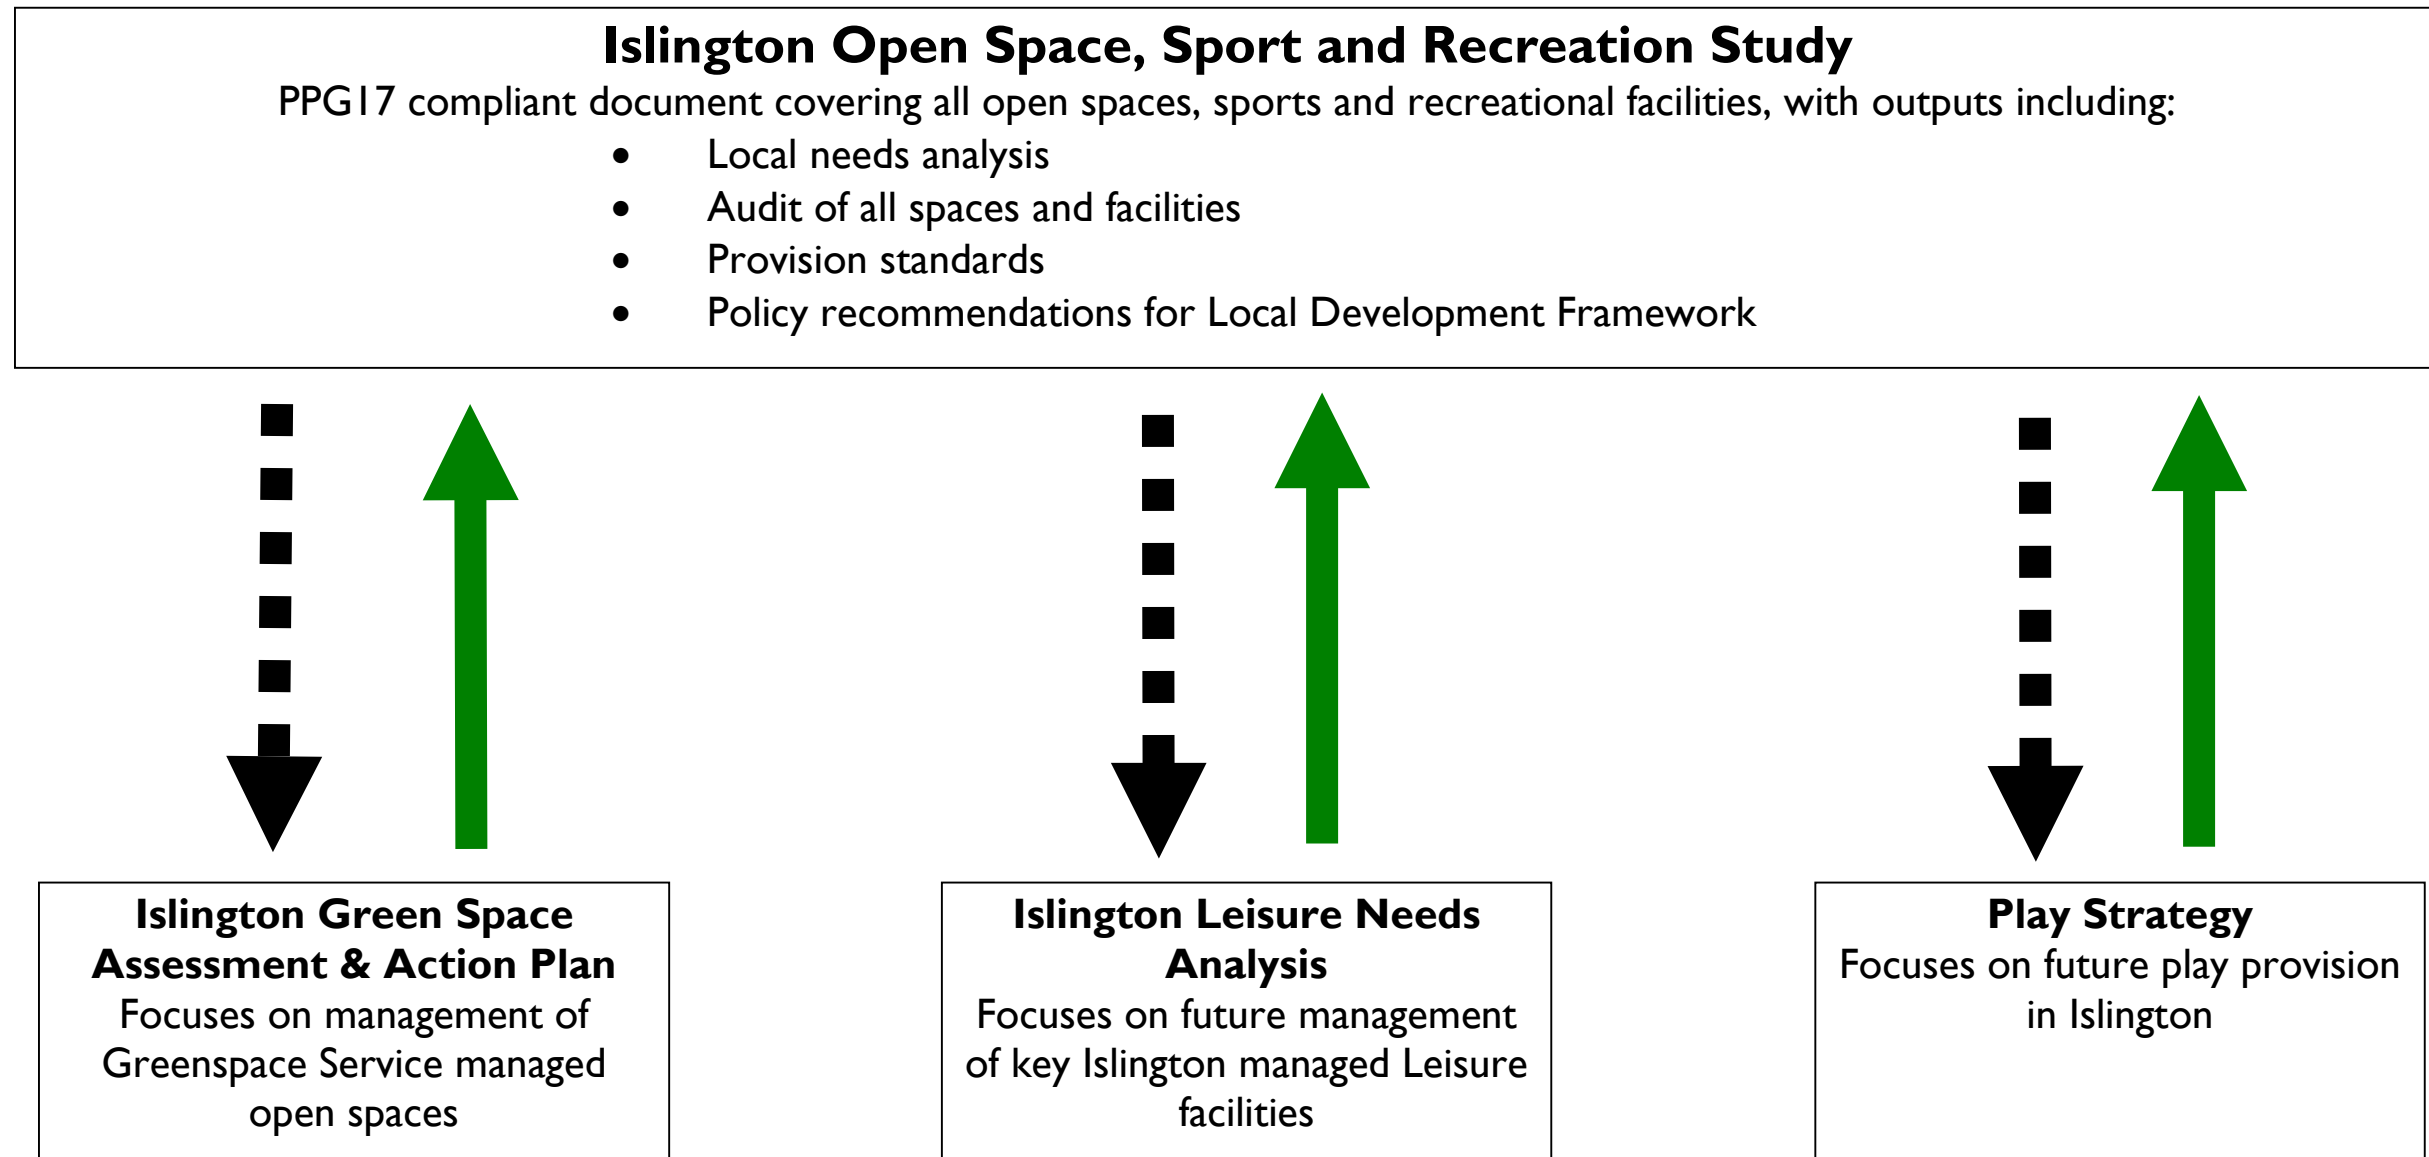 Islington Open Space, Sport and Recreation Study
PPG17 compliant document covering all open spaces, sports and recreational facilities, with outputs including:
• Local needs analysis
• Audit of all spaces and facilities
• Provision standards
• Policy recommendations for Local Development Framework
Islington Green Space
Assessment & Action Plan
Focuses on management of
Greenspace Service managed
open spaces
Islington Leisure Needs
Analysis
Focuses on future management
of key Islington managed Leisure
facilities
Play Strategy
Focuses on future play provision
in Islington